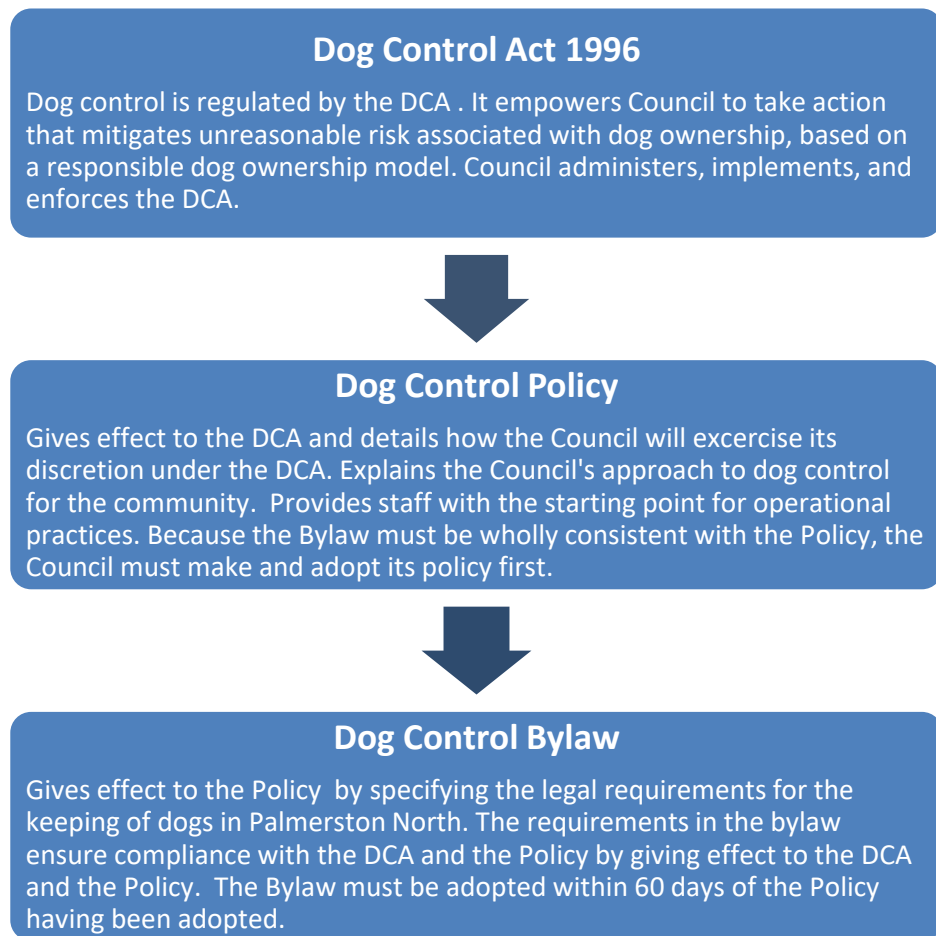 Dog Control Act 1996
Dog control is regulated by the DCA . It empowers Council to take action
that mitigates unreasonable risk associated with dog ownership, based on
a responsible dog ownership model. Council administers, implements, and
enforces the DCA.
Dog Control Policy
Gives effect to the DCA and details how the Council will excercise its
discretion under the DCA. Explains the Council's approach to dog control
for the community.  Provides staff with the starting point for operational
practices. Because the Bylaw must be wholly consistent with the Policy, the
Council must make and adopt its policy first.
Dog Control Bylaw
Gives effect to the Policy  by specifying the legal requirements for the
keeping of dogs in Palmerston North. The requirements in the bylaw
ensure compliance with the DCA and the Policy by giving effect to the DCA
and the Policy.  The Bylaw must be adopted within 60 days of the Policy
having been adopted.